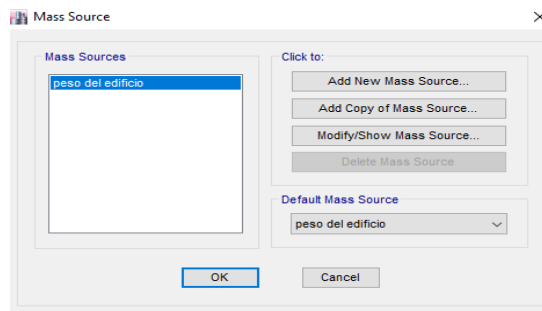 Mass Source
Mass Sources
peso del edificio
Click to:
Add New Mass Source...
Add Copy of Mass Source...
Modify/Show Mass Source...
Delete Mass Source
Default Mass Source
peso del edificio
OK
Cancel